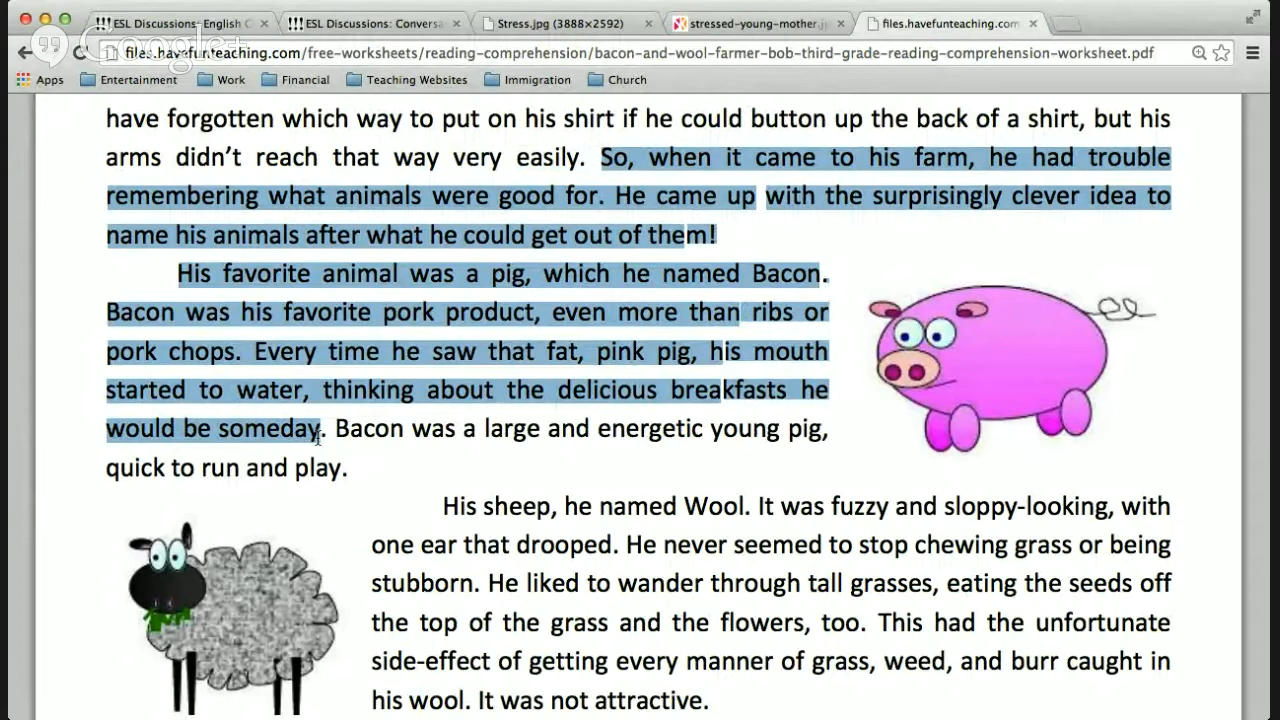 ESL Discussions: English C
ESL Discussions: Convers
Stress.jpg (3888×2592)
stressed-young-mother.j
files.havefunteaching.com
Google+
files.havefunteaching.com/free-worksheets/reading-comprehension/bacon-and-wool-farmer-bob-third-grade-reading-comprehension-worksheet.pdf
Apps Entertainment Work Financial Teaching Websites Immigration Church
have forgotten which way to put on his shirt if he could button up the back of a shirt, but his
arms didn’t reach that way very easily. So, when it came to his farm, he had trouble
remembering what animals were good for. He came up with the surprisingly clever idea to
name his animals after what he could get out of them!
His favorite animal was a pig, which he named Bacon.
Bacon was his favorite pork product, even more than ribs or
pork chops. Every time he saw that fat, pink pig, his mouth
started to water, thinking about the delicious breakfasts he
would be someday. Bacon was a large and energetic young pig,
quick to run and play.
His sheep, he named Wool. It was fuzzy and sloppy-looking, with
one ear that drooped. He never seemed to stop chewing grass or being
stubborn. He liked to wander through tall grasses, eating the seeds off
the top of the grass and the flowers, too. This had the unfortunate
side-effect of getting every manner of grass, weed, and burr caught in
his wool. It was not attractive.